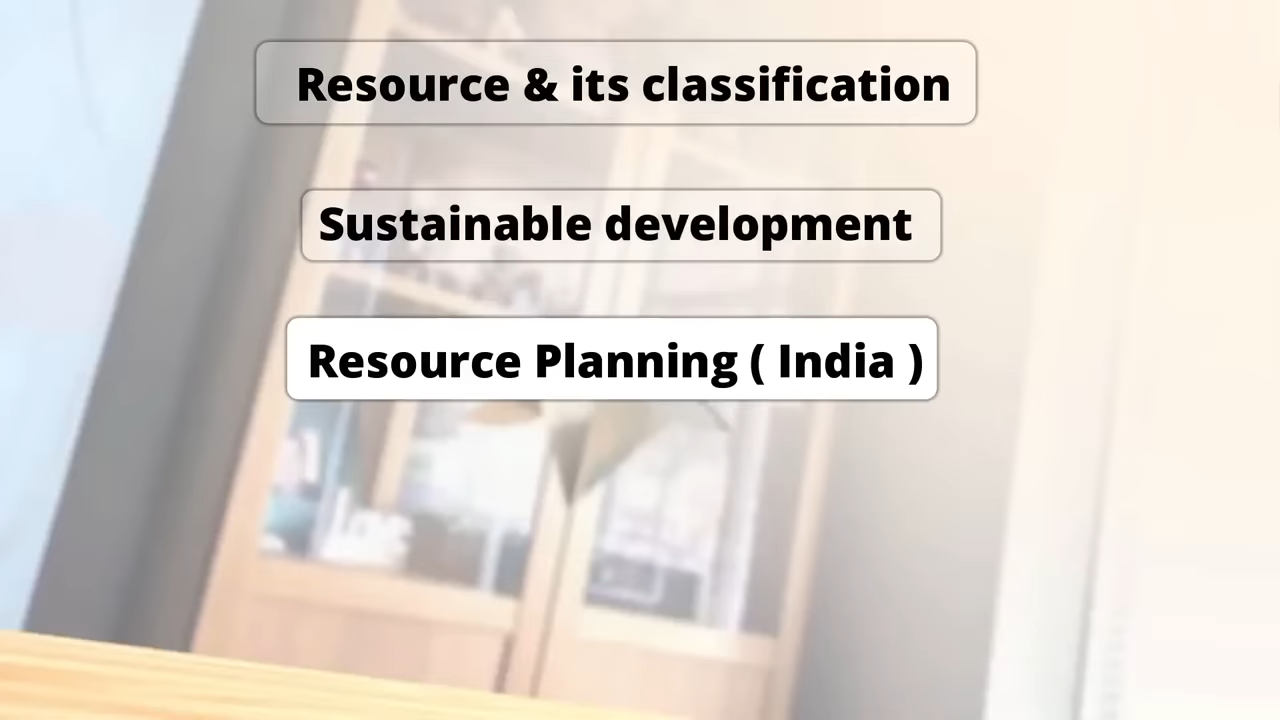 Resource & its classification
Sustainable development
Resource Planning ( India )